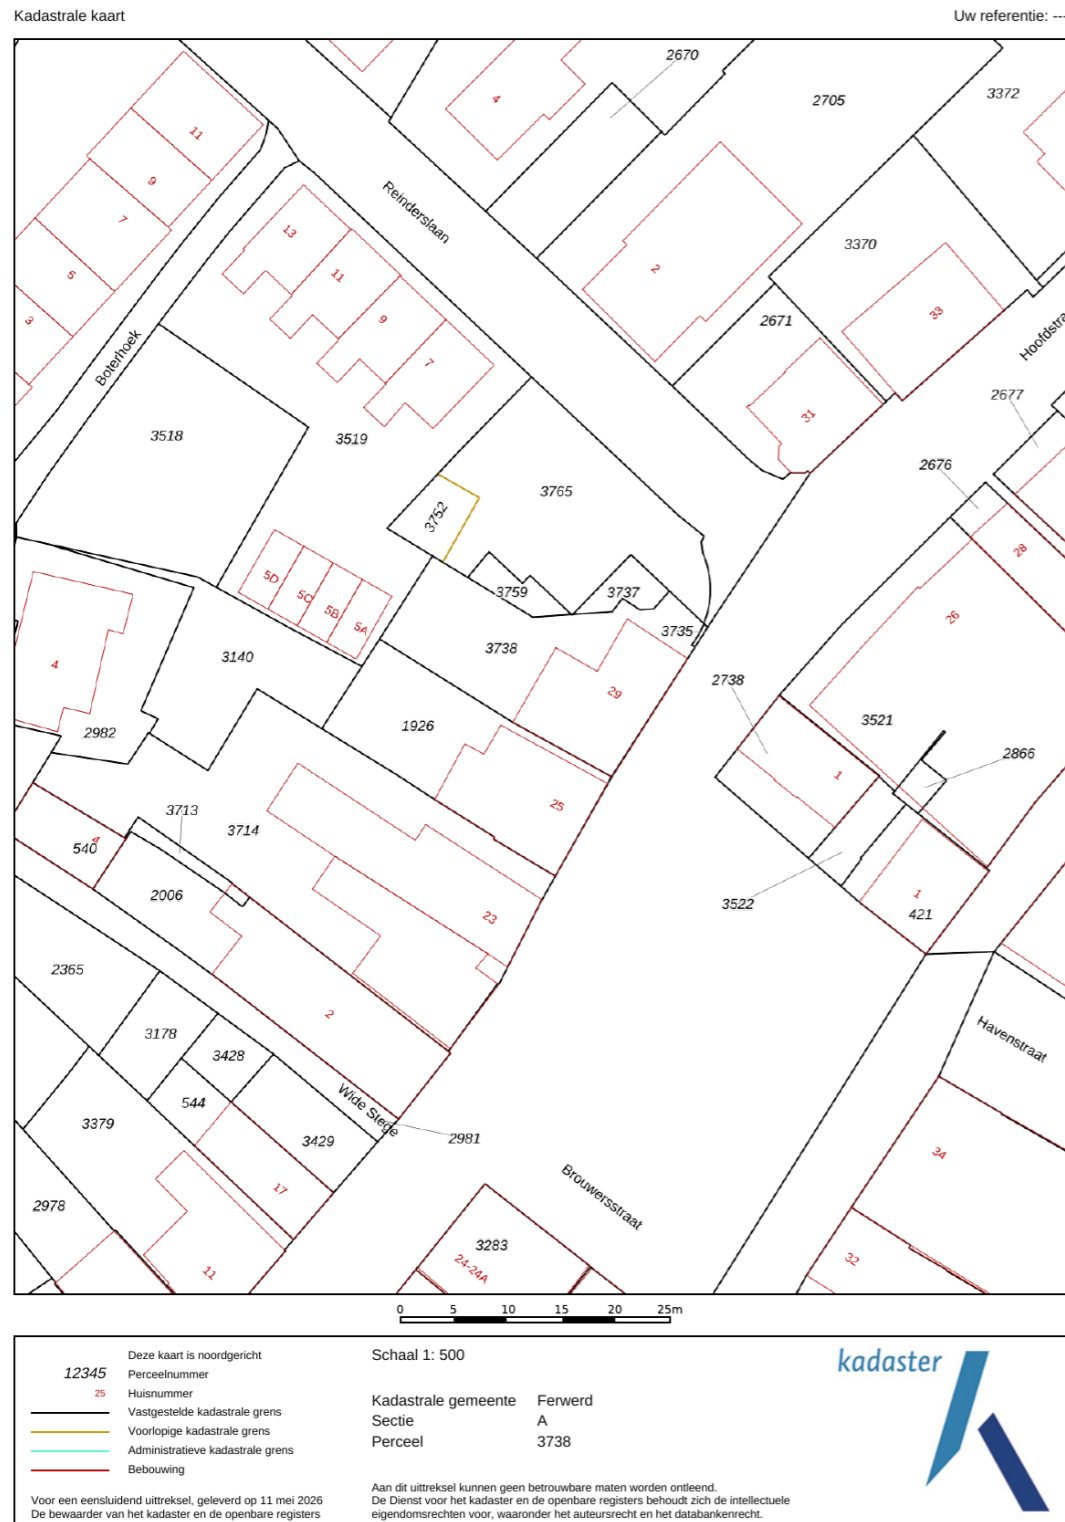 Kadastrale kaart
Uw referentie: --
2670
2705
3372
4
11
9
7
5
3
Reinderslaan
13
11
9
7
2
3370
33
2671
31
Hoofdstra
2677
2676
28
26
Boterhoek
3518
3519
3765
3752
5D
5C
5B
5A
3759
3737
3735
3738
29
2738
3521
2866
1
3140
4
2982
1926
25
3713
3714
4
540
2006
23
3522
1
421
2365
2
3178
3428
544
3379
3429
Wide Stege
2981
Havenstraat
34
2978
17
11
Brouwersstraat
3283
24-24A
32
0 5 10 15 20 25m
Deze kaart is noordgericht
12345 Perceelnummer
25 Huisnummer
Vastgestelde kadastrale grens
Voorlopige kadastrale grens
Administratieve kadastrale grens
Bebouwing
Voor een eensluidend uittreksel, geleverd op 11 mei 2026
De bewaarder van het kadaster en de openbare registers
Schaal 1: 500
Kadastrale gemeente Ferwerd
Sectie A
Perceel 3738
Aan dit uittreksel kunnen geen betrouwbare maten worden ontleend.
De Dienst voor het kadaster en de openbare registers behoudt zich de intellectuele
eigendomsrechten voor, waaronder het auteursrecht en het databankenrecht.
kadaster